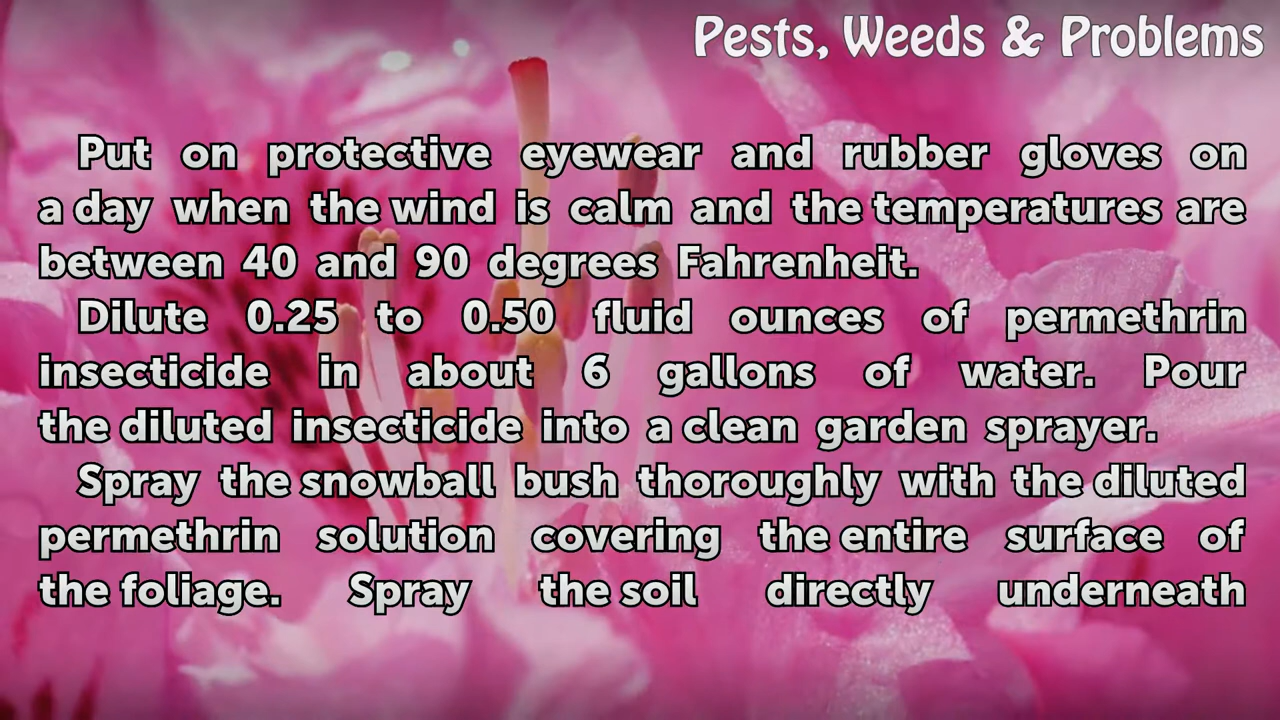 Pests, Weeds & Problems
Put on protective eyewear and rubber gloves on
a day when the wind is calm and the temperatures are
between 40 and 90 degrees Fahrenheit.
Dilute 0.25 to 0.50 fluid ounces of permethrin
insecticide in about 6 gallons of water. Pour
the diluted insecticide into a clean garden sprayer.
Spray the snowball bush thoroughly with the diluted
permethrin solution covering the entire surface of
the foliage. Spray the soil directly underneath